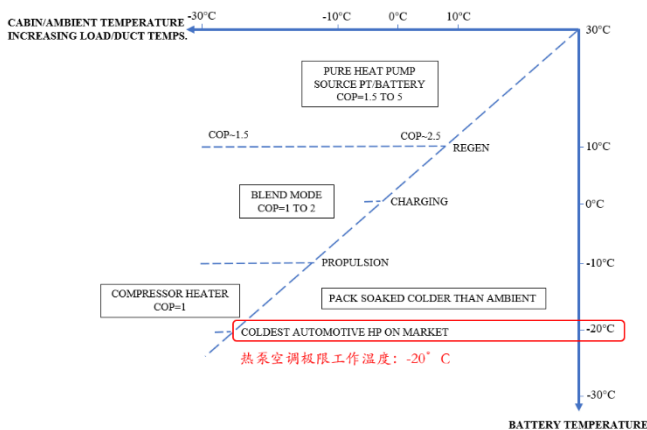 CABIN/AMBIENT TEMPERATURE
INCREASING LOAD/DUCT TEMPS.
-30°C
-10°C
0°C
10°C
30°C
PURE HEAT PUMP
SOURCE PT/BATTERY
COP=1.5 TO 5
COP~1.5
COP~2.5
REGEN
10°C
BLEND MODE
COP=1 TO 2
CHARGING
0°C
PROPULSION
-10°C
COMPRESSOR HEATER
COP=1
PACK SOAKED COLDER THAN AMBIENT
COLDEST AUTOMOTIVE HP ON MARKET
-20°C
热泵空调极限工作温度：-20°C
-30°C
BATTERY TEMPERATURE